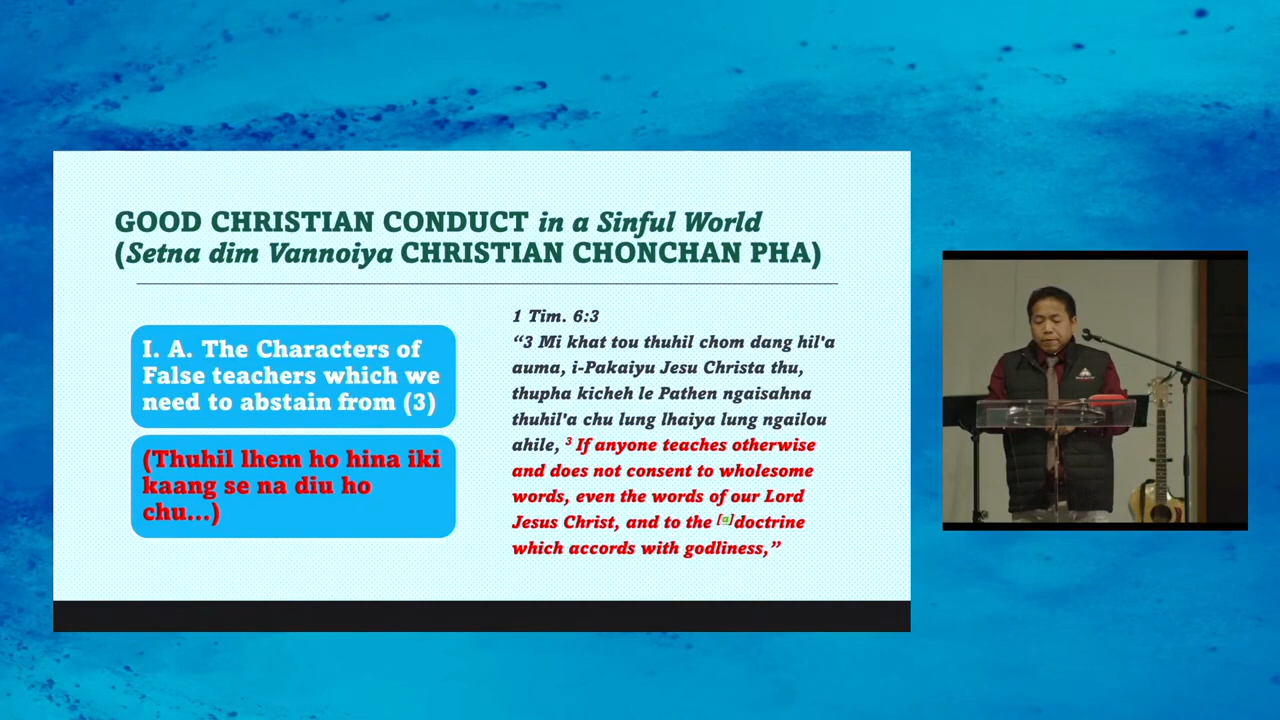 GOOD CHRISTIAN CONDUCT in a Sinful World
(Setna dim Vannoiya CHRISTIAN CHONCHAN PHA)
I. A. The Characters of
False teachers which we
need to abstain from (3)
(Thuhil lhem ho hina iki
kaang se na diu ho
chu...)
1 Tim. 6:3
“3 Mi khat tou thuhil chom dang hil'a
auma, i-Pakaiyu Jesu Christa thu,
thupha kicheh le Pathen ngaisahna
thuhil'a chu lung lhaiya lung ngailou
ahile, 3 If anyone teaches otherwise
and does not consent to wholesome
words, even the words of our Lord
Jesus Christ, and to the [a]doctrine
which accords with godliness,”